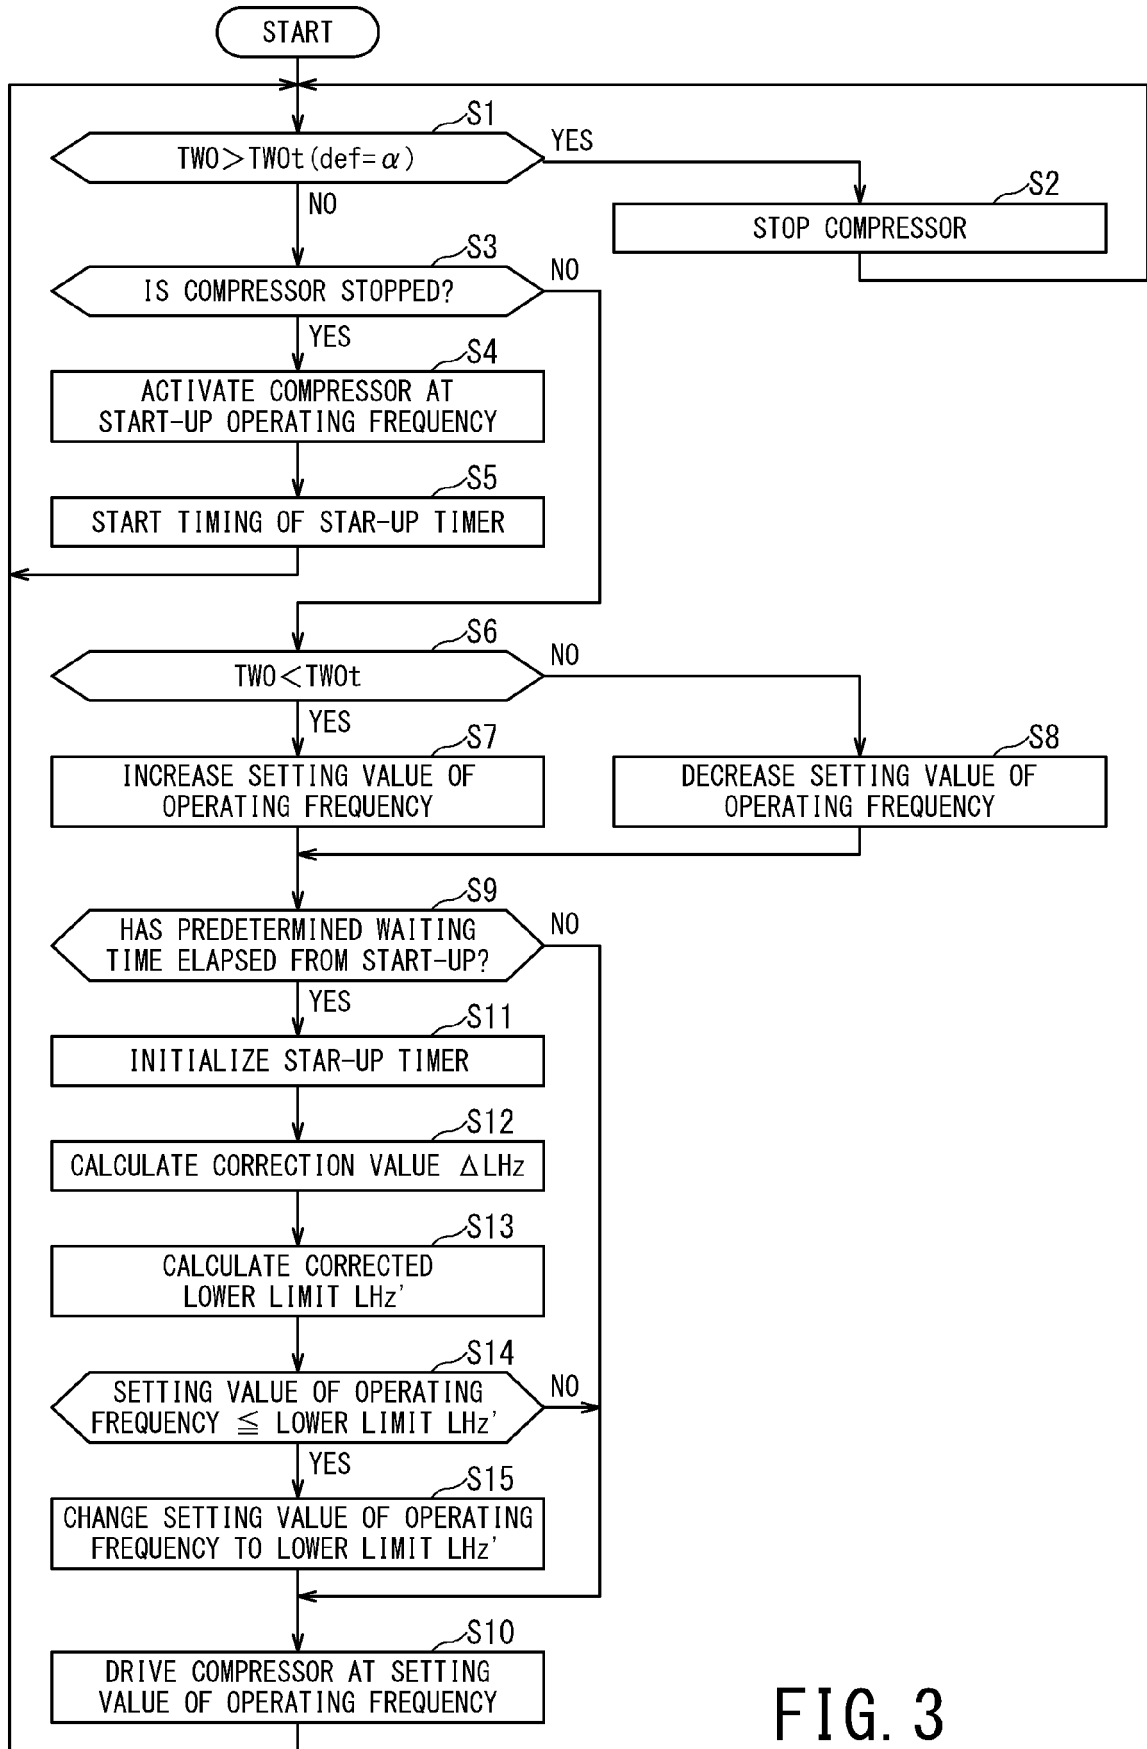 START
S1
TWO＞TWOt(def=α)
YES
NO
S2
STOP COMPRESSOR
S3
IS COMPRESSOR STOPPED?
NO
YES
S4
ACTIVATE COMPRESSOR AT
START-UP OPERATING FREQUENCY
S5
START TIMING OF STAR-UP TIMER
S6
TWO＜TWOt
NO
YES
S7
INCREASE SETTING VALUE OF
OPERATING FREQUENCY
S8
DECREASE SETTING VALUE OF
OPERATING FREQUENCY
S9
HAS PREDETERMINED WAITING
TIME ELAPSED FROM START-UP?
NO
YES
S11
INITIALIZE STAR-UP TIMER
S12
CALCULATE CORRECTION VALUE ΔLHz
S13
CALCULATE CORRECTED
LOWER LIMIT LHz'
S14
SETTING VALUE OF OPERATING
FREQUENCY ≦ LOWER LIMIT LHz'
NO
YES
S15
CHANGE SETTING VALUE OF OPERATING
FREQUENCY TO LOWER LIMIT LHz'
S10
DRIVE COMPRESSOR AT SETTING
VALUE OF OPERATING FREQUENCY
FIG. 3